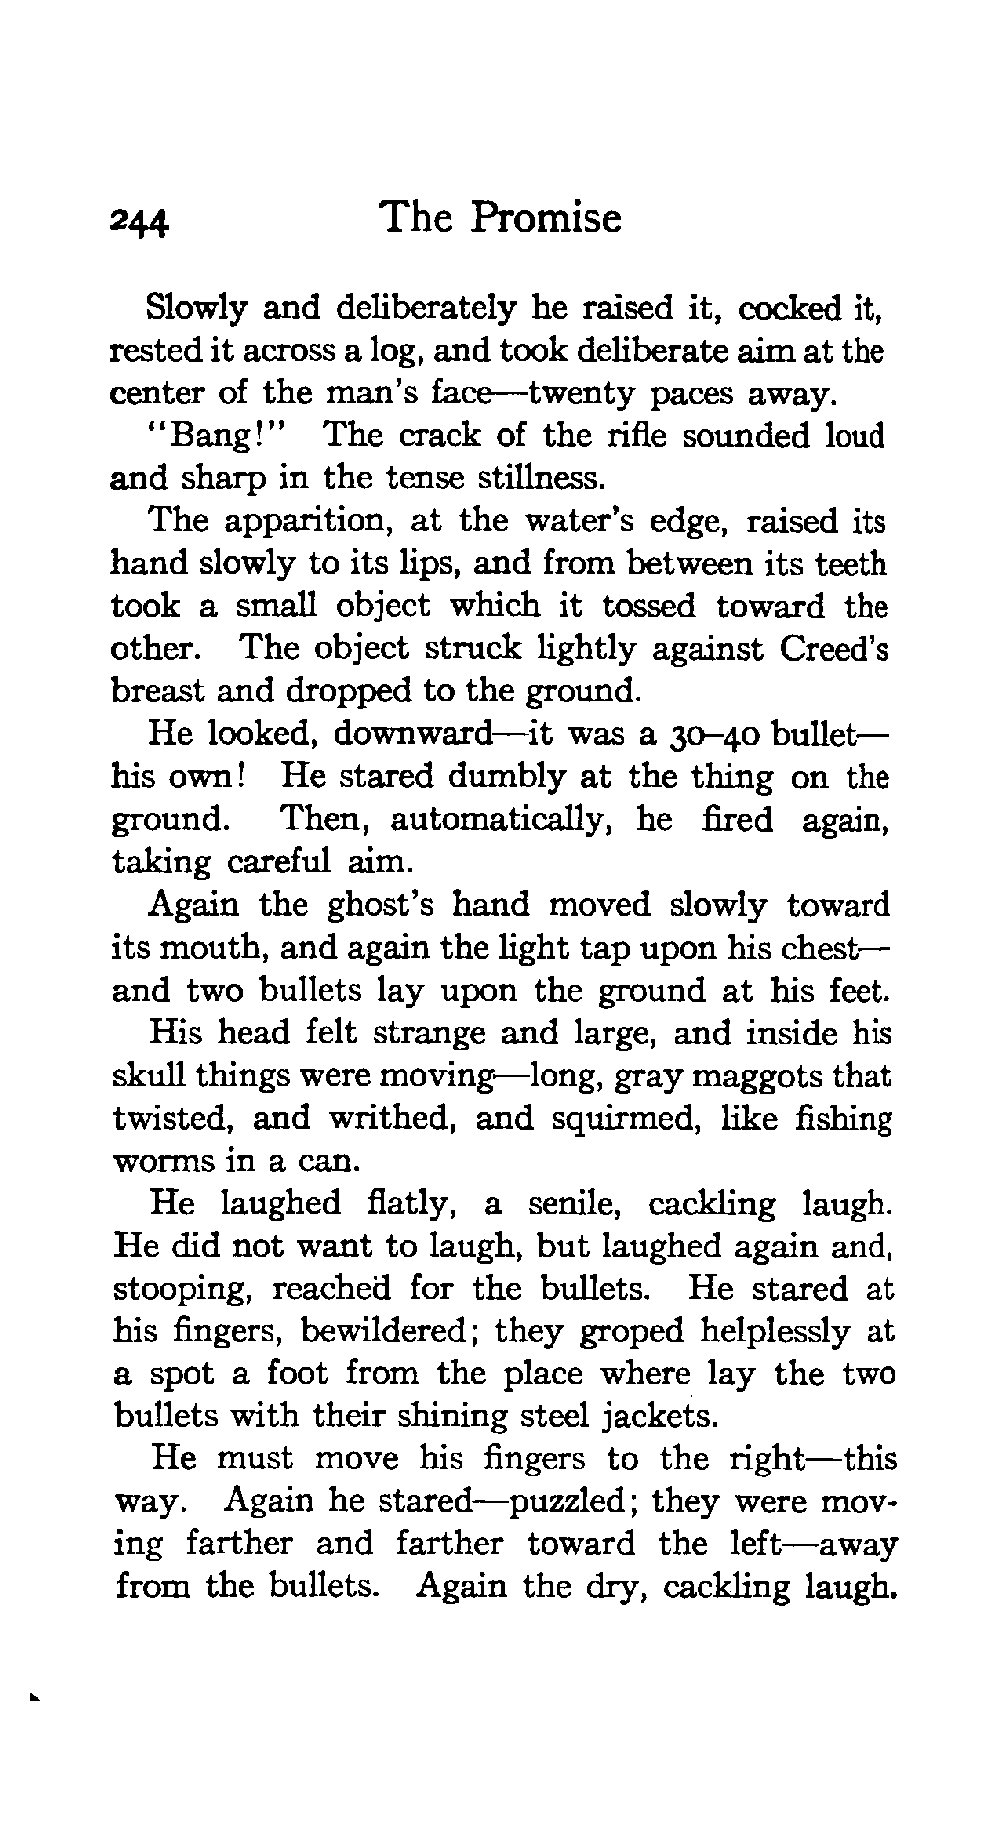 244 The Promise
Slowly and deliberately he raised it, cocked it,
rested it across a log, and took deliberate aim at the
center of the man's face—twenty paces away.
"Bang!" The crack of the rifle sounded loud
and sharp in the tense stillness.
The apparition, at the water's edge, raised its
hand slowly to its lips, and from between its teeth
took a small object which it tossed toward the
other. The object struck lightly against Creed's
breast and dropped to the ground.
He looked, downward—it was a 30–40 bullet—
his own! He stared dumbly at the thing on the
ground. Then, automatically, he fired again,
taking careful aim.
Again the ghost's hand moved slowly toward
its mouth, and again the light tap upon his chest—
and two bullets lay upon the ground at his feet.
His head felt strange and large, and inside his
skull things were moving—long, gray maggots that
twisted, and writhed, and squirmed, like fishing
worms in a can.
He laughed flatly, a senile, cackling laugh.
He did not want to laugh, but laughed again and,
stooping, reached for the bullets. He stared at
his fingers, bewildered; they groped helplessly at
a spot a foot from the place where lay the two
bullets with their shining steel jackets.
He must move his fingers to the right—this
way. Again he stared—puzzled; they were mov-
ing farther and farther toward the left—away
from the bullets. Again the dry, cackling laugh.